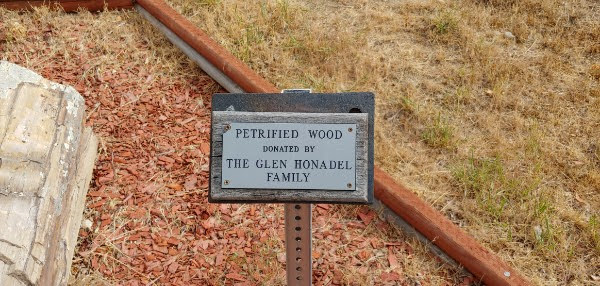 PETRIFIED WOOD
DONATED BY
THE GLEN HONADEL
FAMILY